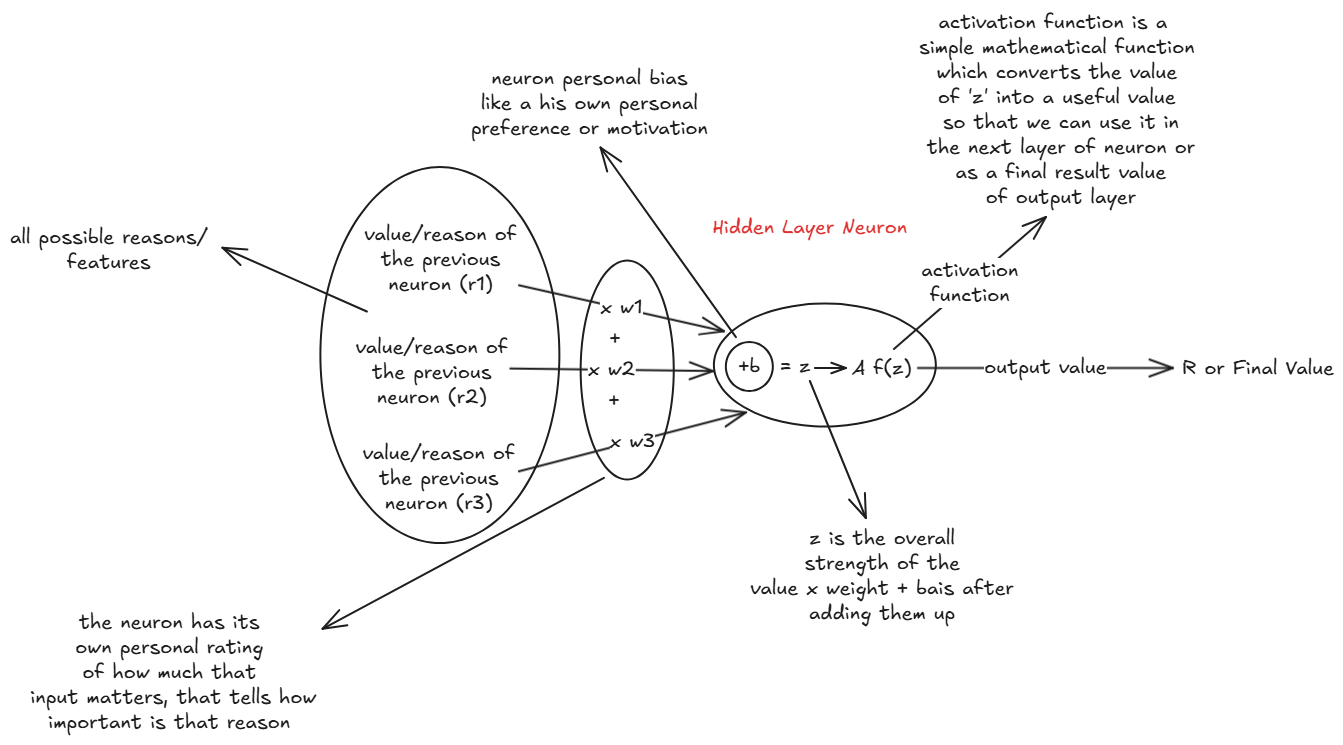 activation function is a
simple mathematical function
which converts the value
of 'z' into a useful value
so that we can use it in
the next layer of neuron or
as a final result value
of output layer
neuron personal bias
like a his own personal
preference or motivation
Hidden Layer Neuron
all possible reasons/
features
value/reason of
the previous
neuron (r1)
value/reason of
the previous
neuron (r2)
value/reason of
the previous
neuron (r3)
x w1
+
x w2
+
x w3
activation
function
+b = z A f(z)
output value
R or Final Value
z is the overall
strength of the
value x weight + bais after
adding them up
the neuron has its
own personal rating
of how much that
input matters, that tells how
important is that reason